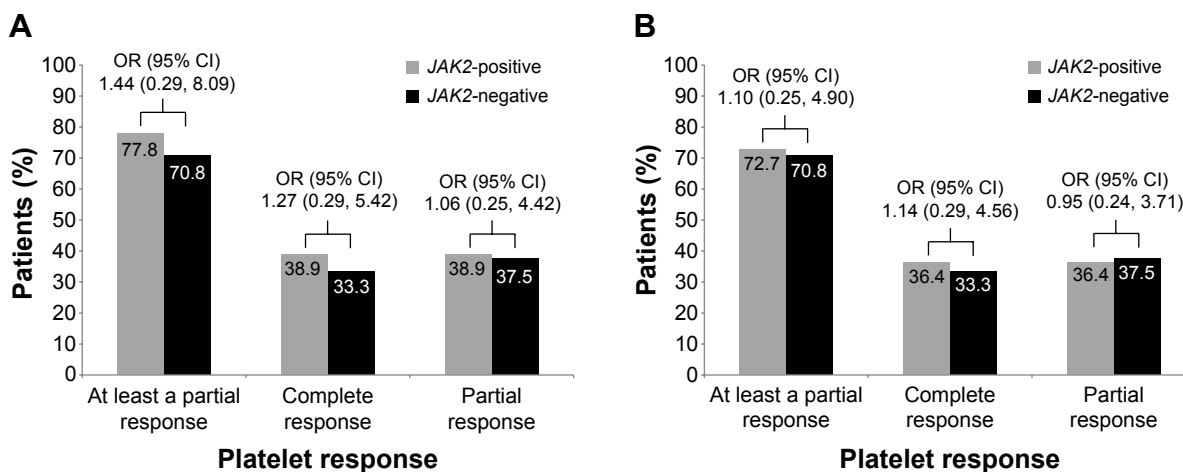 A
OR (95% CI)
1.44 (0.29, 8.09)
JAK2-positive
JAK2-negative
100
90
80
70
60
50
40
30
20
10
0
Patients (%)
77.8
70.8
OR (95% CI)
1.27 (0.29, 5.42)
38.9
33.3
OR (95% CI)
1.06 (0.25, 4.42)
38.9
37.5
At least a partial
response
Complete
response
Partial
response
Platelet response
B
OR (95% CI)
1.10 (0.25, 4.90)
JAK2-positive
JAK2-negative
100
90
80
70
60
50
40
30
20
10
0
Patients (%)
72.7
70.8
OR (95% CI)
1.14 (0.29, 4.56)
36.4
33.3
OR (95% CI)
0.95 (0.24, 3.71)
36.4
37.5
At least a partial
response
Complete
response
Partial
response
Platelet response